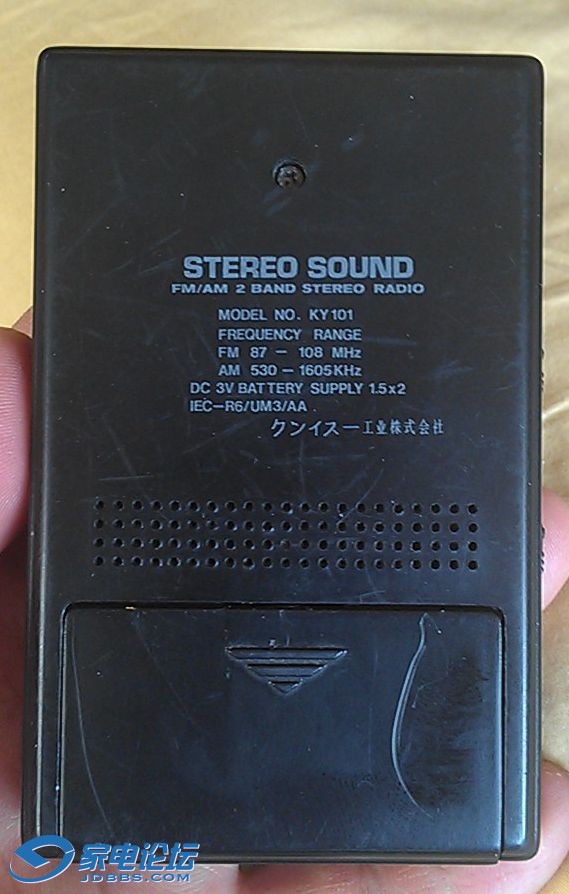 STEREO SOUND
FM/AM 2 BAND STEREO RADIO
MODEL NO. KY101
FREQUENCY RANGE
FM 87 - 108 MHz
AM 530 - 1605KHz
DC 3V BATTERY SUPPLY 1.5x2
IEC-R6/UM3/AA
クンイスー工业株式会社
家电论坛
JDBBS.COM